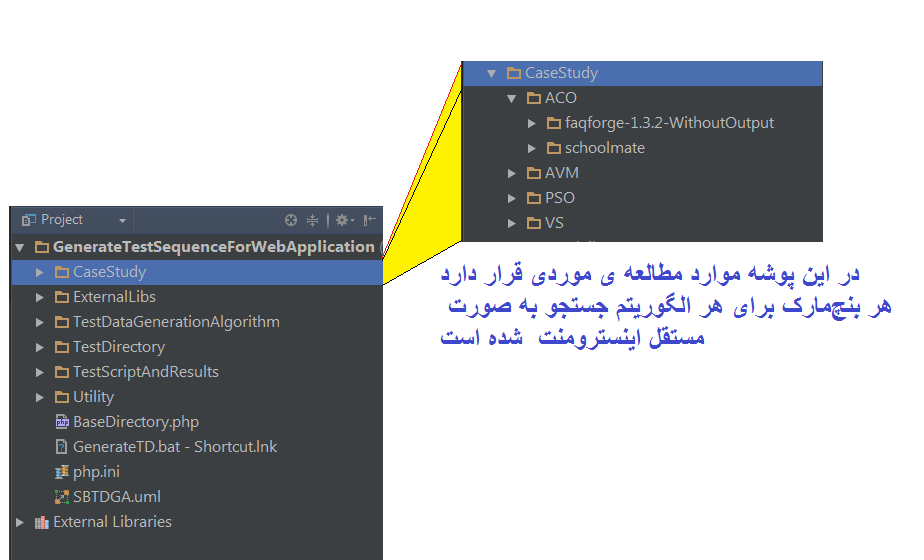 CaseStudy
ACO
faqforge-1.3.2-WithoutOutput
schoolmate
AVM
PSO
VS
در این پوشه موارد مطالعه ی موردی قرار دارد
هر بنچ‌مارک برای هر الگوریتم جستجو به صورت
مستقل اینسترومنت شده است
Project
GenerateTestSequenceForWebApplication (
CaseStudy
ExternalLibs
TestDataGenerationAlgorithm
TestDirectory
TestScriptAndResults
Utility
BaseDirectory.php
GenerateTD.bat - Shortcut.lnk
php.ini
SBTDGA.uml
External Libraries